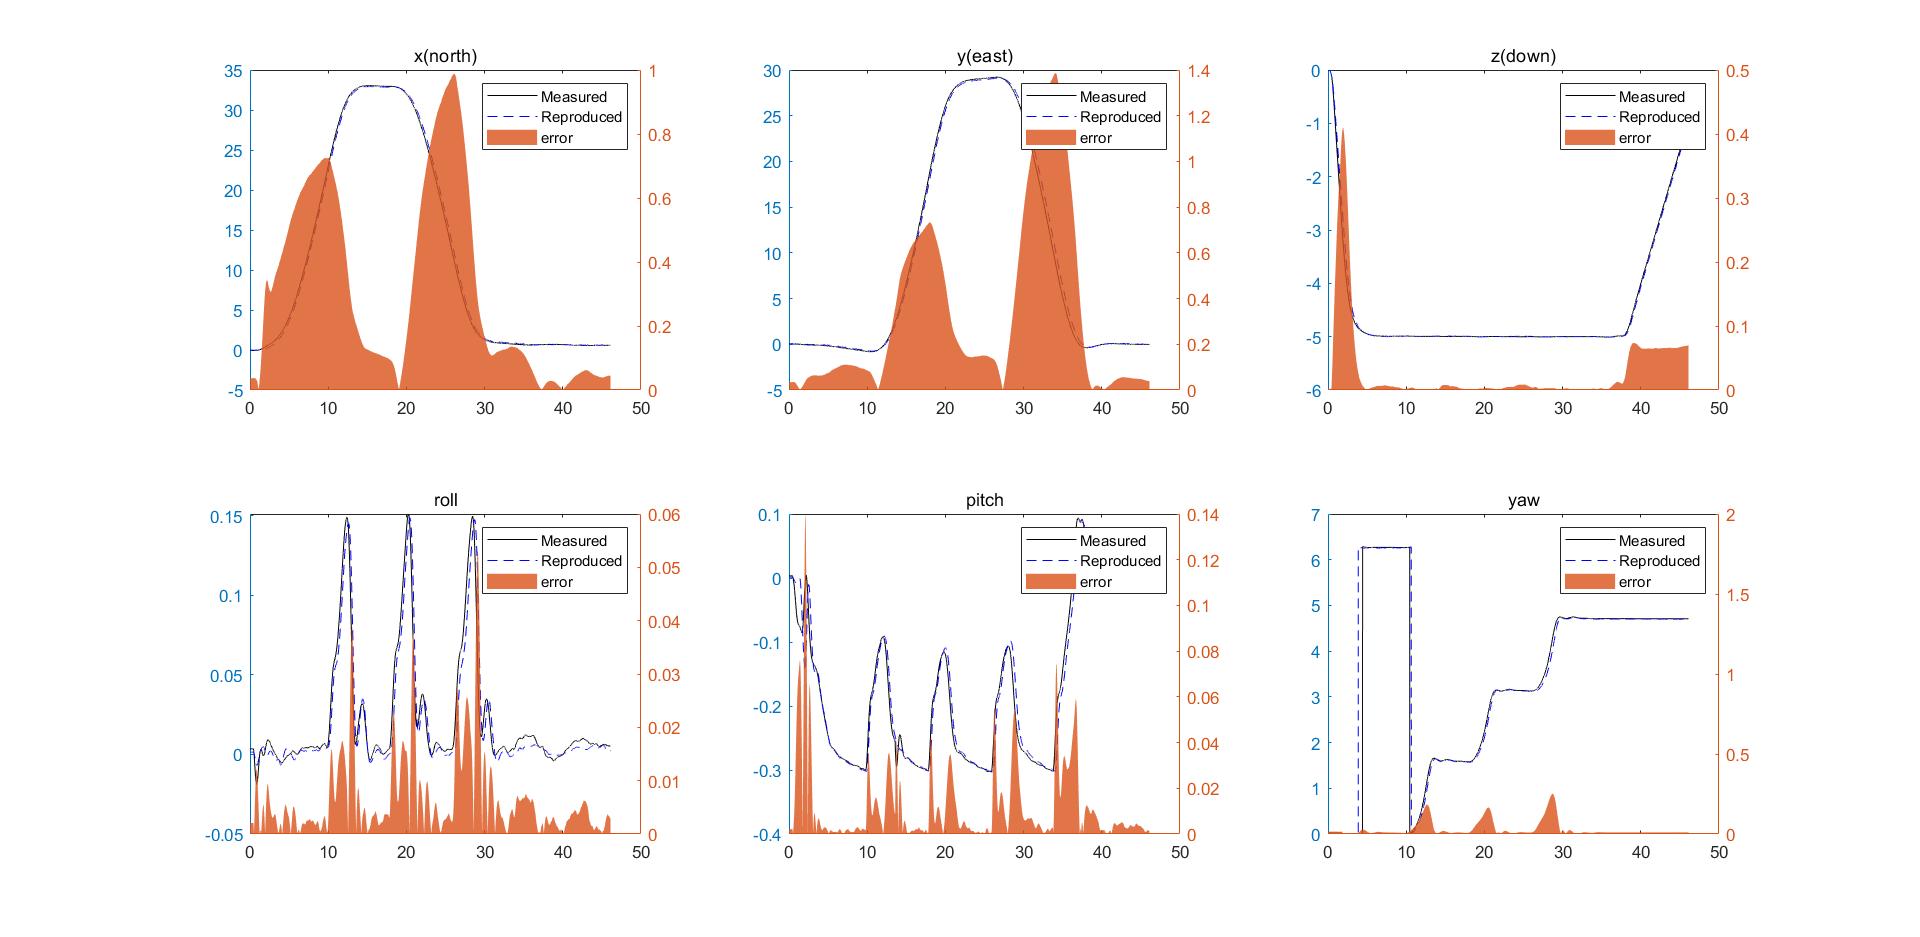 x(north)
35
30
25
20
15
10
5
0
-5
1
0.8
0.6
0.4
0.2
0
0 10 20 30 40 50
Measured
Reproduced
error
y(east)
30
25
20
15
10
5
0
-5
1.4
1.2
1
0.8
0.6
0.4
0.2
0
0 10 20 30 40 50
Measured
Reproduced
error
z(down)
0
-1
-2
-3
-4
-5
-6
0.5
0.4
0.3
0.2
0.1
0
0 10 20 30 40 50
Measured
Reproduced
error
roll
0.15
0.1
0.05
0
-0.05
0.06
0.05
0.04
0.03
0.02
0.01
0
0 10 20 30 40 50
Measured
Reproduced
error
pitch
0.1
0
-0.1
-0.2
-0.3
-0.4
0.14
0.12
0.1
0.08
0.06
0.04
0.02
0
0 10 20 30 40 50
Measured
Reproduced
error
yaw
7
6
5
4
3
2
1
0
2
1.5
1
0.5
0
0 10 20 30 40 50
Measured
Reproduced
error